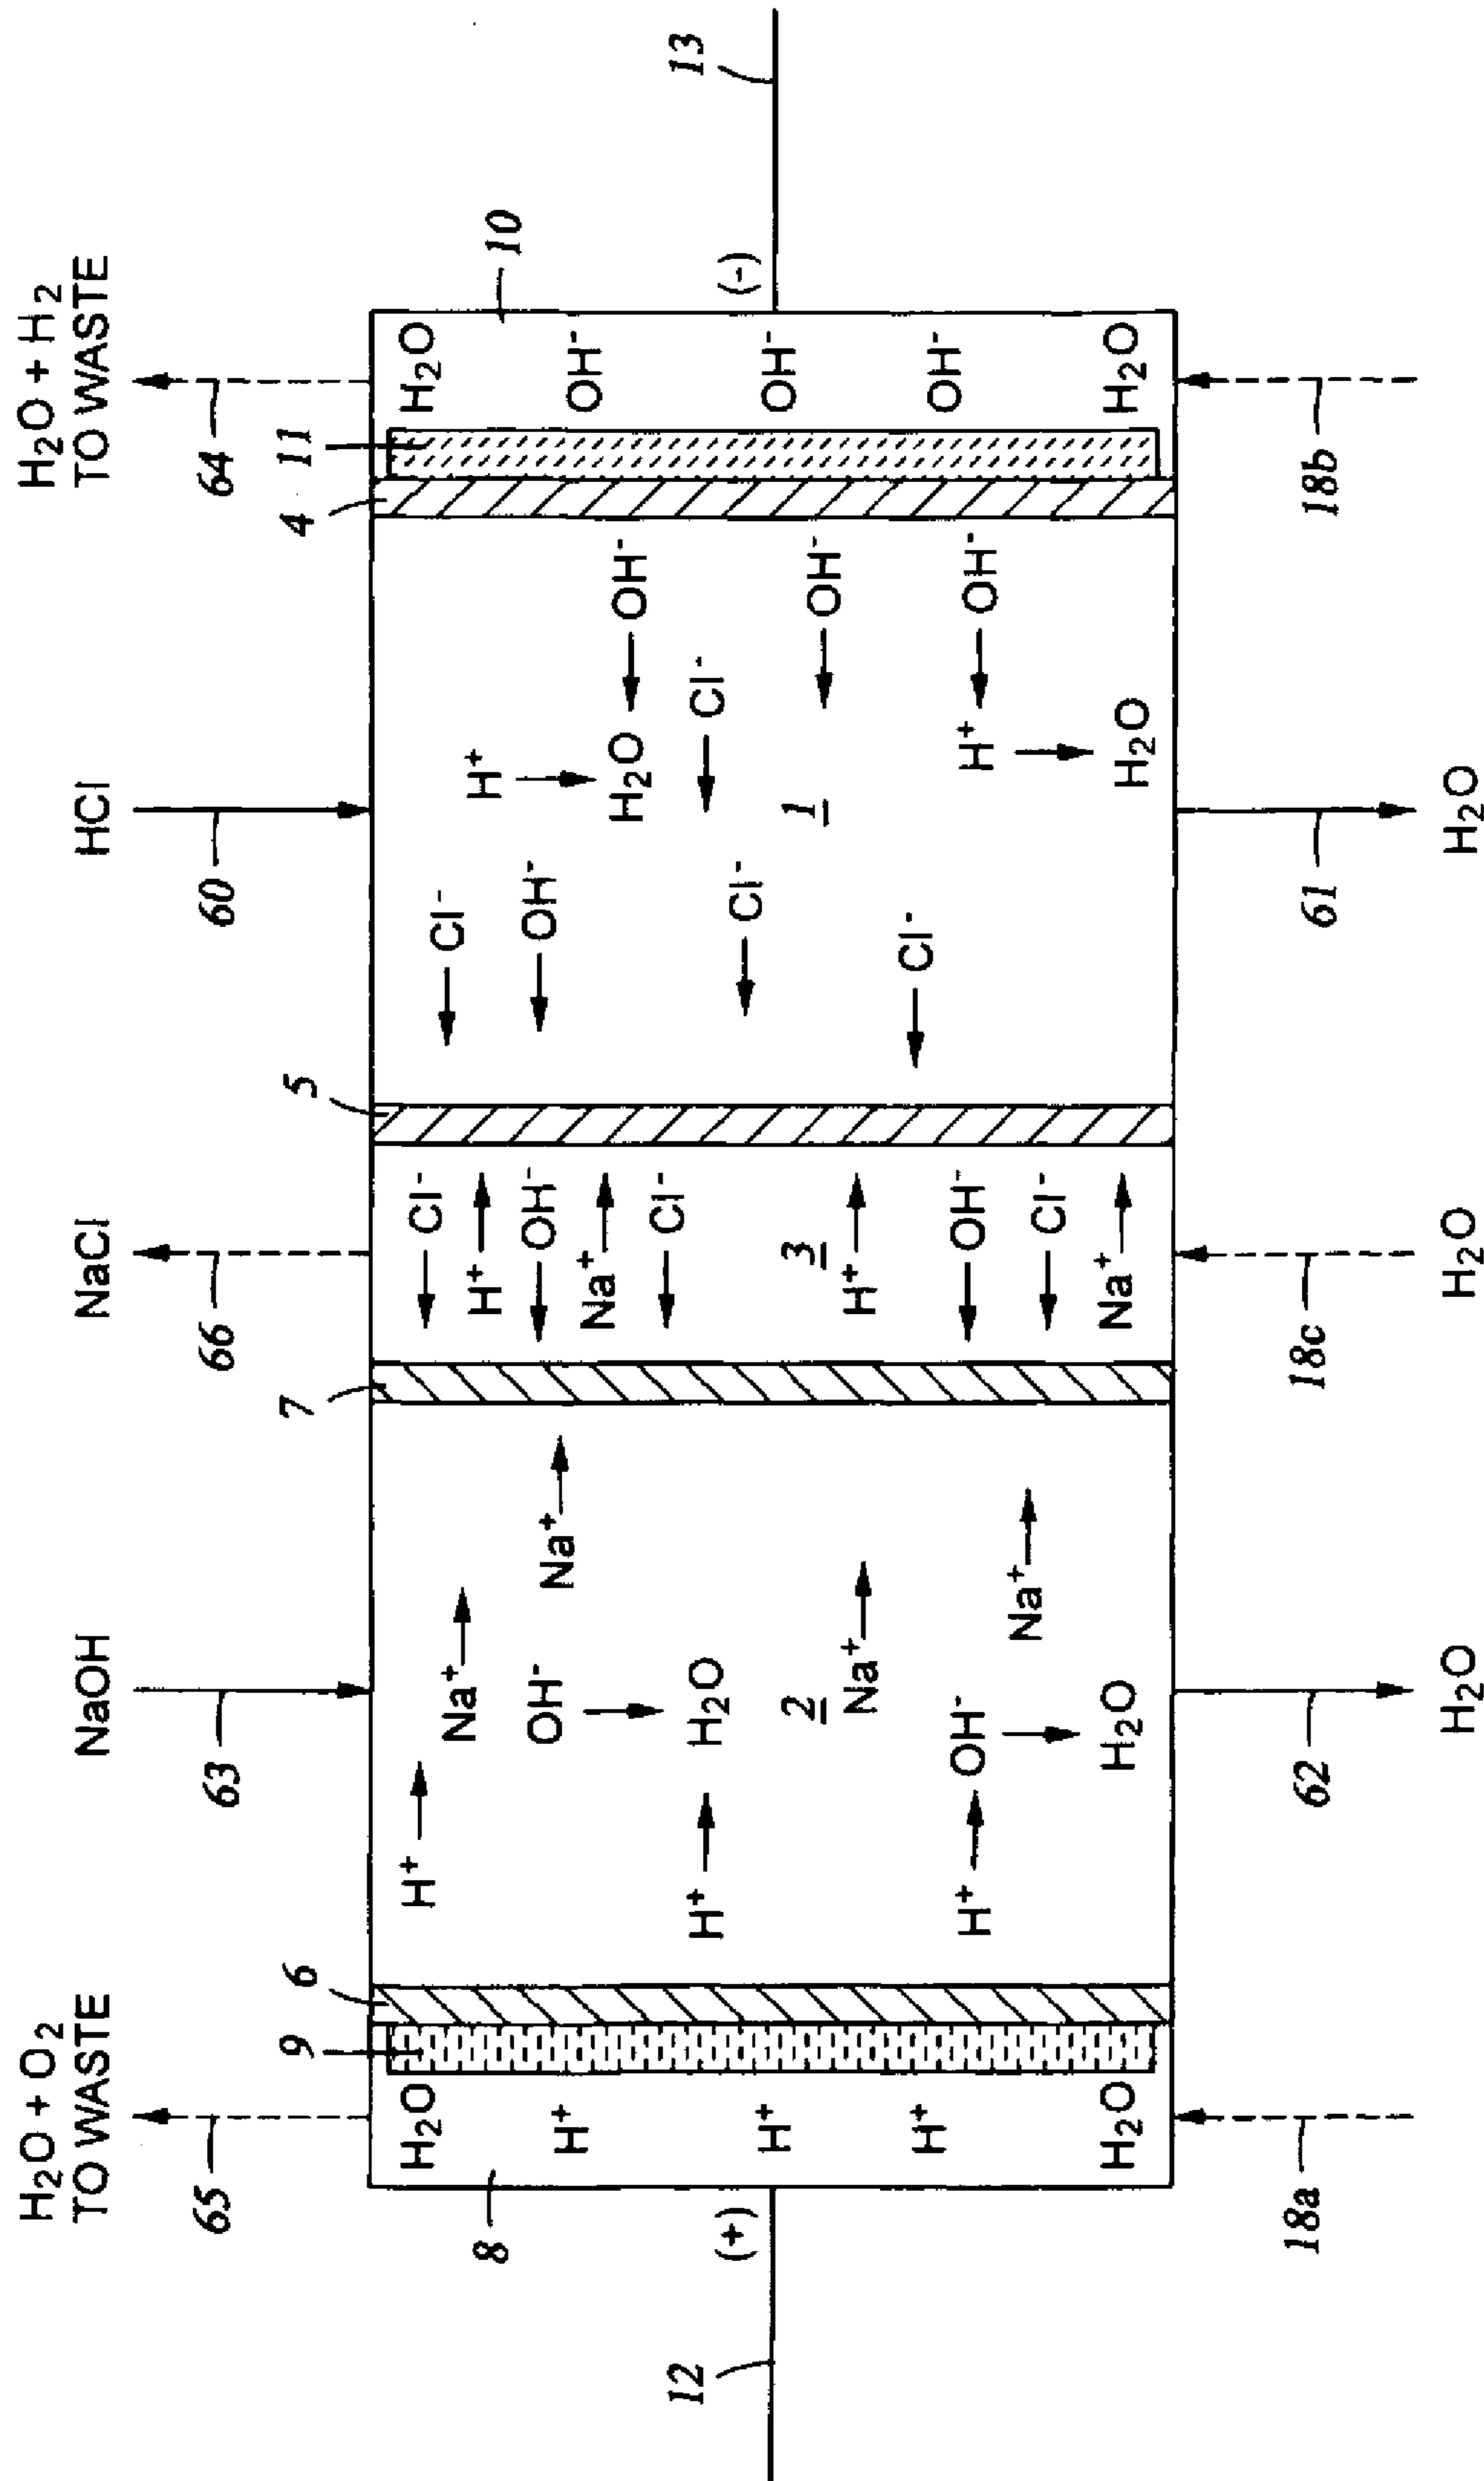 H₂O + O₂
TO WASTE
NaOH
NaCl
HCl
H₂O + H₂
TO WASTE
65
63
66
60
64
9
6
7
5
4
11
8
10
H₂O
H⁺
Na⁺
Cl⁻
H⁺
Cl⁻
H⁺
H₂O
H⁺
OH⁻
Na⁺
OH⁻
OH⁻
H₂O
OH⁻
OH⁻
Na⁺
12
(+)
H⁺
H⁺
H₂O
Cl⁻
Cl⁻
Cl⁻
H⁺
OH⁻
(-)
13
2
3
1
Na⁺
H⁺
OH⁻
H⁺
H⁺
OH⁻
OH⁻
Cl⁻
H⁺
OH⁻
OH⁻
Na⁺
Cl⁻
H₂O
H₂O
Na⁺
H₂O
H₂O
18a
62
18c
61
18b
H₂O
H₂O
H₂O